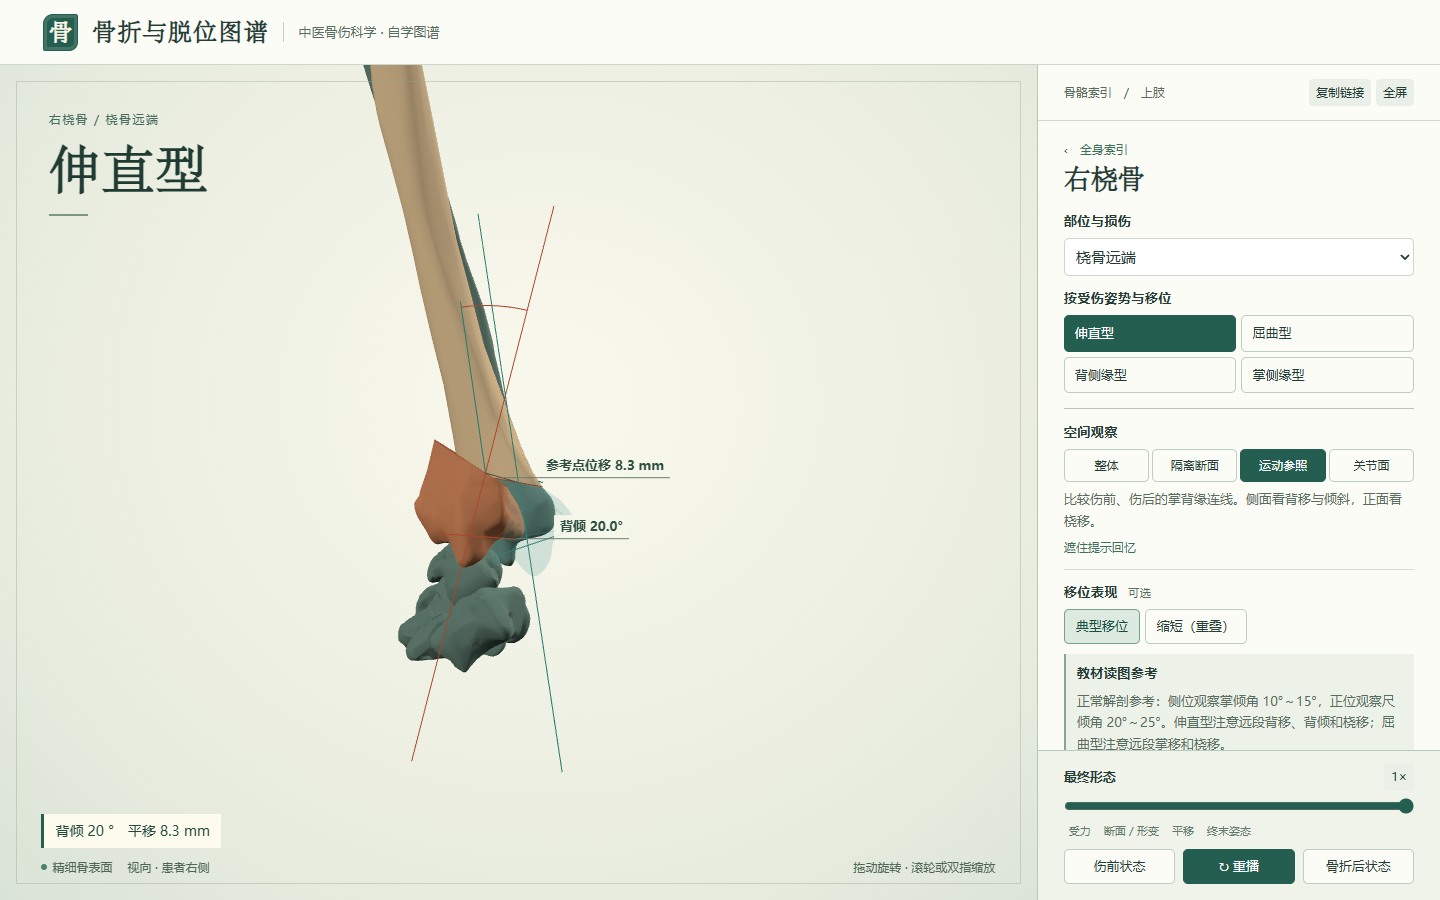 骨 骨折与脱位图谱 中医骨伤科学 · 自学图谱
右桡骨 / 桡骨远端
伸直型
参考点位移 8.3 mm
背倾 20.0°
背倾 20 ° 平移 8.3 mm
精细骨表面 视向 · 患者右侧
拖动旋转 · 滚轮或双指缩放
骨骼索引 / 上肢 复制链接 全屏
‹ 全身索引
右桡骨
部位与损伤
桡骨远端
按受伤姿势与移位
伸直型 屈曲型
背侧缘型 掌侧缘型
空间观察
整体 隔离断面 运动参照 关节面
比较伤前、伤后的掌背缘连线。侧面看背移与倾斜，正面看
桡移。
遮住提示回忆
移位表现 可选
典型移位 缩短（重叠）
教材读图参考
正常解剖参考：侧位观察掌倾角 10°～15°，正位观察尺
倾角 20°～25°。伸直型注意远段背移、背倾和桡移；屈
曲型注意远段掌移和桡移。
最终形态 1×
受力 断面 / 形变 平移 终末姿态
伤前状态 ↻ 重播 骨折后状态